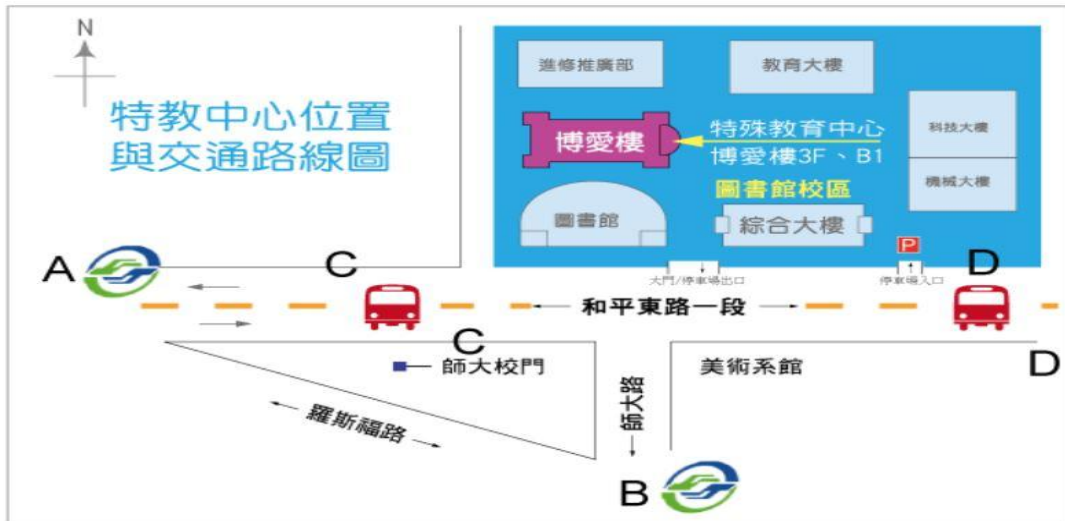 N
特教中心位置
與交通路線圖
進修推廣部
教育大樓
博愛樓
特殊教育中心
博愛樓3F、B1
科技大樓
機械大樓
圖書館校區
圖書館
綜合大樓
P
大門/停車場出口
停車場入口
A
C
D
和平東路一段
C
師大校門
美術系館
D
羅斯福路
師大路
B